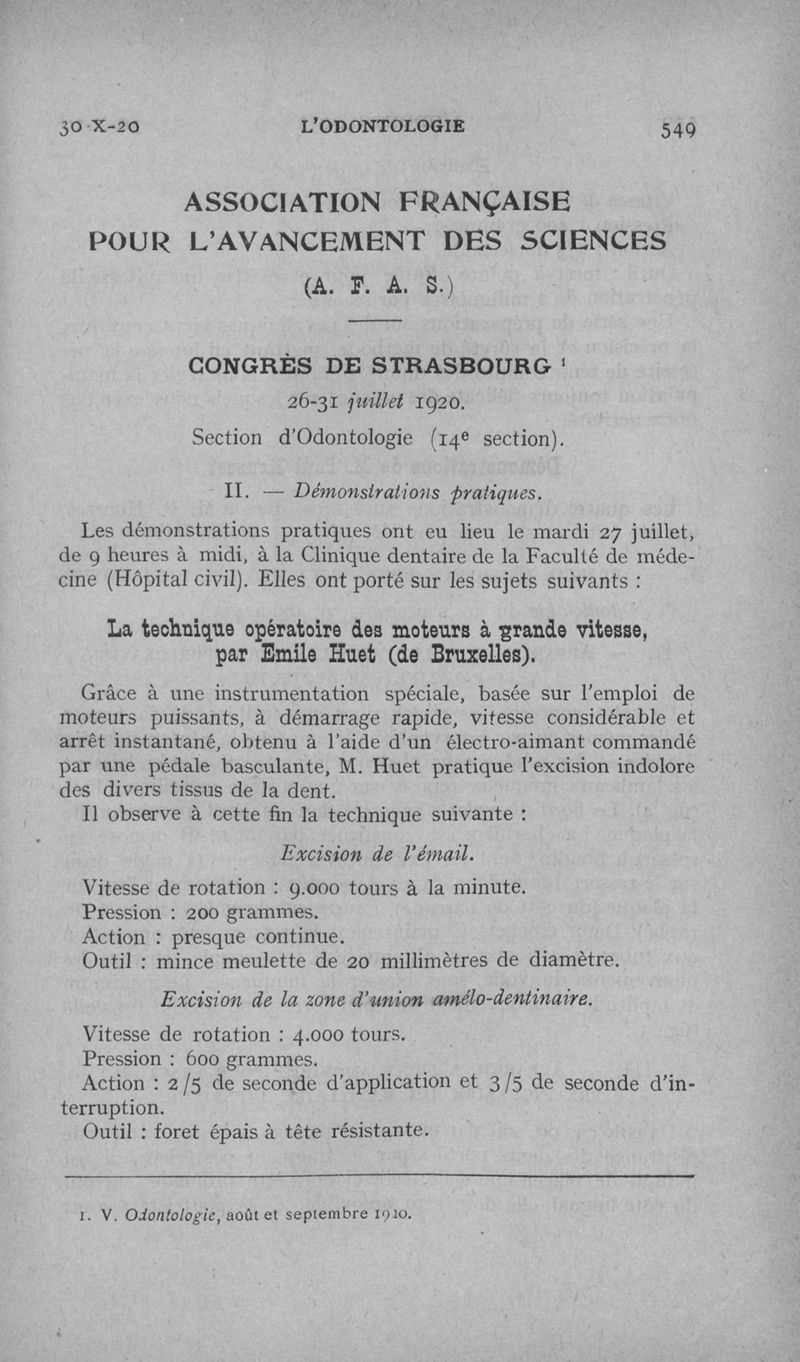 30-X-20 L'ODONTOLOGIE 549
ASSOCIATION FRANÇAISE
POUR L'AVANCEMENT DES SCIENCES
(A. F. A. S.)
CONGRÈS DE STRASBOURG ¹
26-31 juillet 1920.
Section d'Odontologie (14e section).
II. — Démonstrations pratiques.
Les démonstrations pratiques ont eu lieu le mardi 27 juillet,
de 9 heures à midi, à la Clinique dentaire de la Faculté de méde-
cine (Hôpital civil). Elles ont porté sur les sujets suivants :
La technique opératoire des moteurs à grande vitesse,
par Emile Huet (de Bruxelles).
Grâce à une instrumentation spéciale, basée sur l'emploi de
moteurs puissants, à démarrage rapide, vitesse considérable et
arrêt instantané, obtenu à l'aide d'un électro-aimant commandé
par une pédale basculante, M. Huet pratique l'excision indolore
des divers tissus de la dent.
Il observe à cette fin la technique suivante :
Excision de l'émail.
Vitesse de rotation : 9.000 tours à la minute.
Pression : 200 grammes.
Action : presque continue.
Outil : mince meulette de 20 millimètres de diamètre.
Excision de la zone d'union amélo-dentinaire.
Vitesse de rotation : 4.000 tours.
Pression : 600 grammes.
Action : 2/5 de seconde d'application et 3/5 de seconde d'in-
terruption.
Outil : foret épais à tête résistante.
1. V. Odontologie, août et septembre 1920.